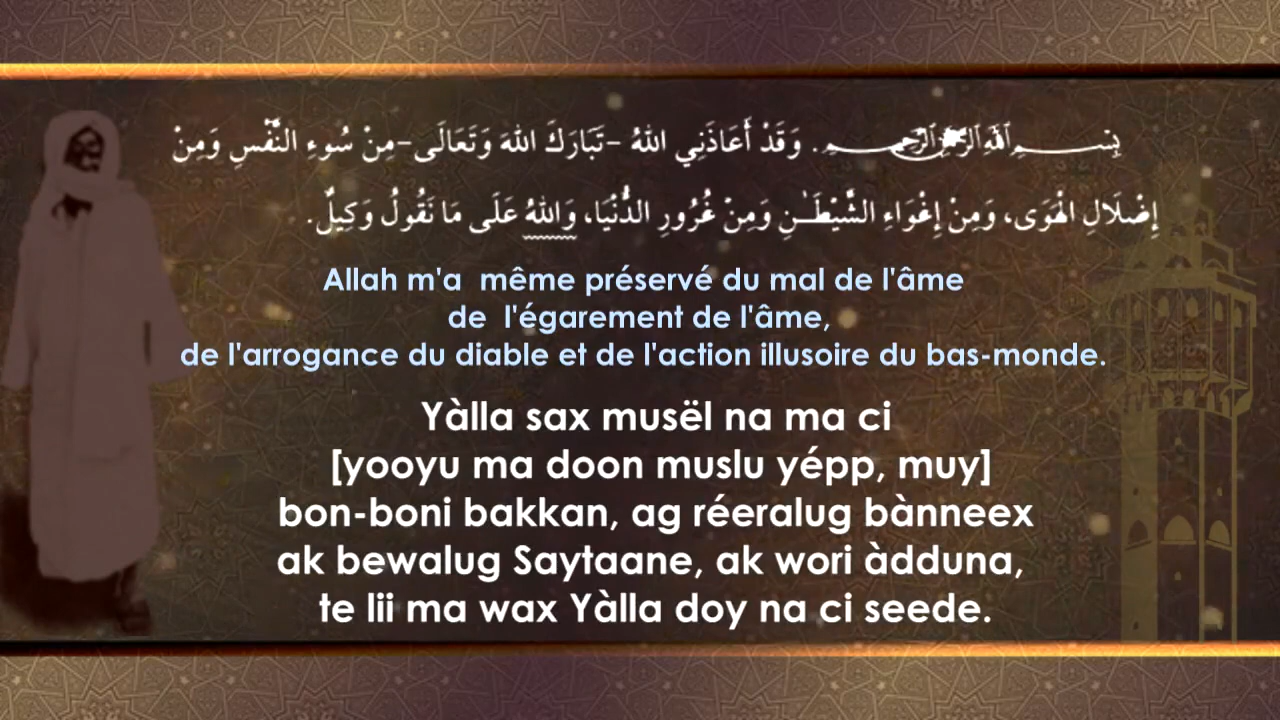 بِسْمِ اللهِ الرَّحْمٰنِ الرَّحِيمِ. وَقَدْ أَعَاذَنِي اللهُ -تَبَارَكَ اللهَ وَتَعَالَى-مِنْ سُوءِ النَّفْسِ وَمِنْ
إِضْلَالِ الْهَوَى، وَمِنْ إِغْوَاءِ الشَّيْطَـٰنِ وَمِنْ غُرُورِ الدُّنْيَا، وَاللهُ عَلَى مَا نَقُولُ وَكِيلٌ.
Allah m'a même préservé du mal de l'âme
de l'égarement de l'âme,
de l'arrogance du diable et de l'action illusoire du bas-monde.
Yàlla sax musël na ma ci
[yooyu ma doon muslu yépp, muy]
bon-boni bakkan, ag réeralug bànneex
ak bewalug Saytaane, ak wori àdduna,
te lii ma wax Yàlla doy na ci seede.